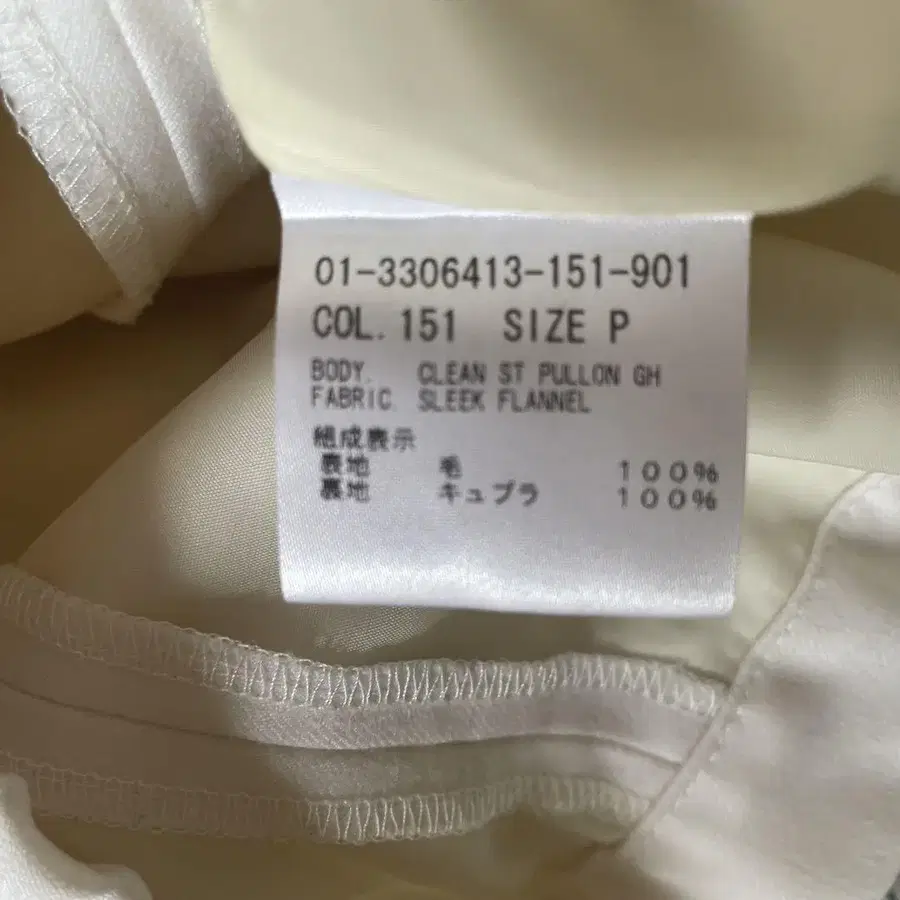 01-3306413-151-901
COL. 151 SIZE P
BODY. CLEAN ST PULLON GH
FABRIC SLEEK FLANNEL
組成表示
表地 毛 100%
裏地 キュプラ 100%